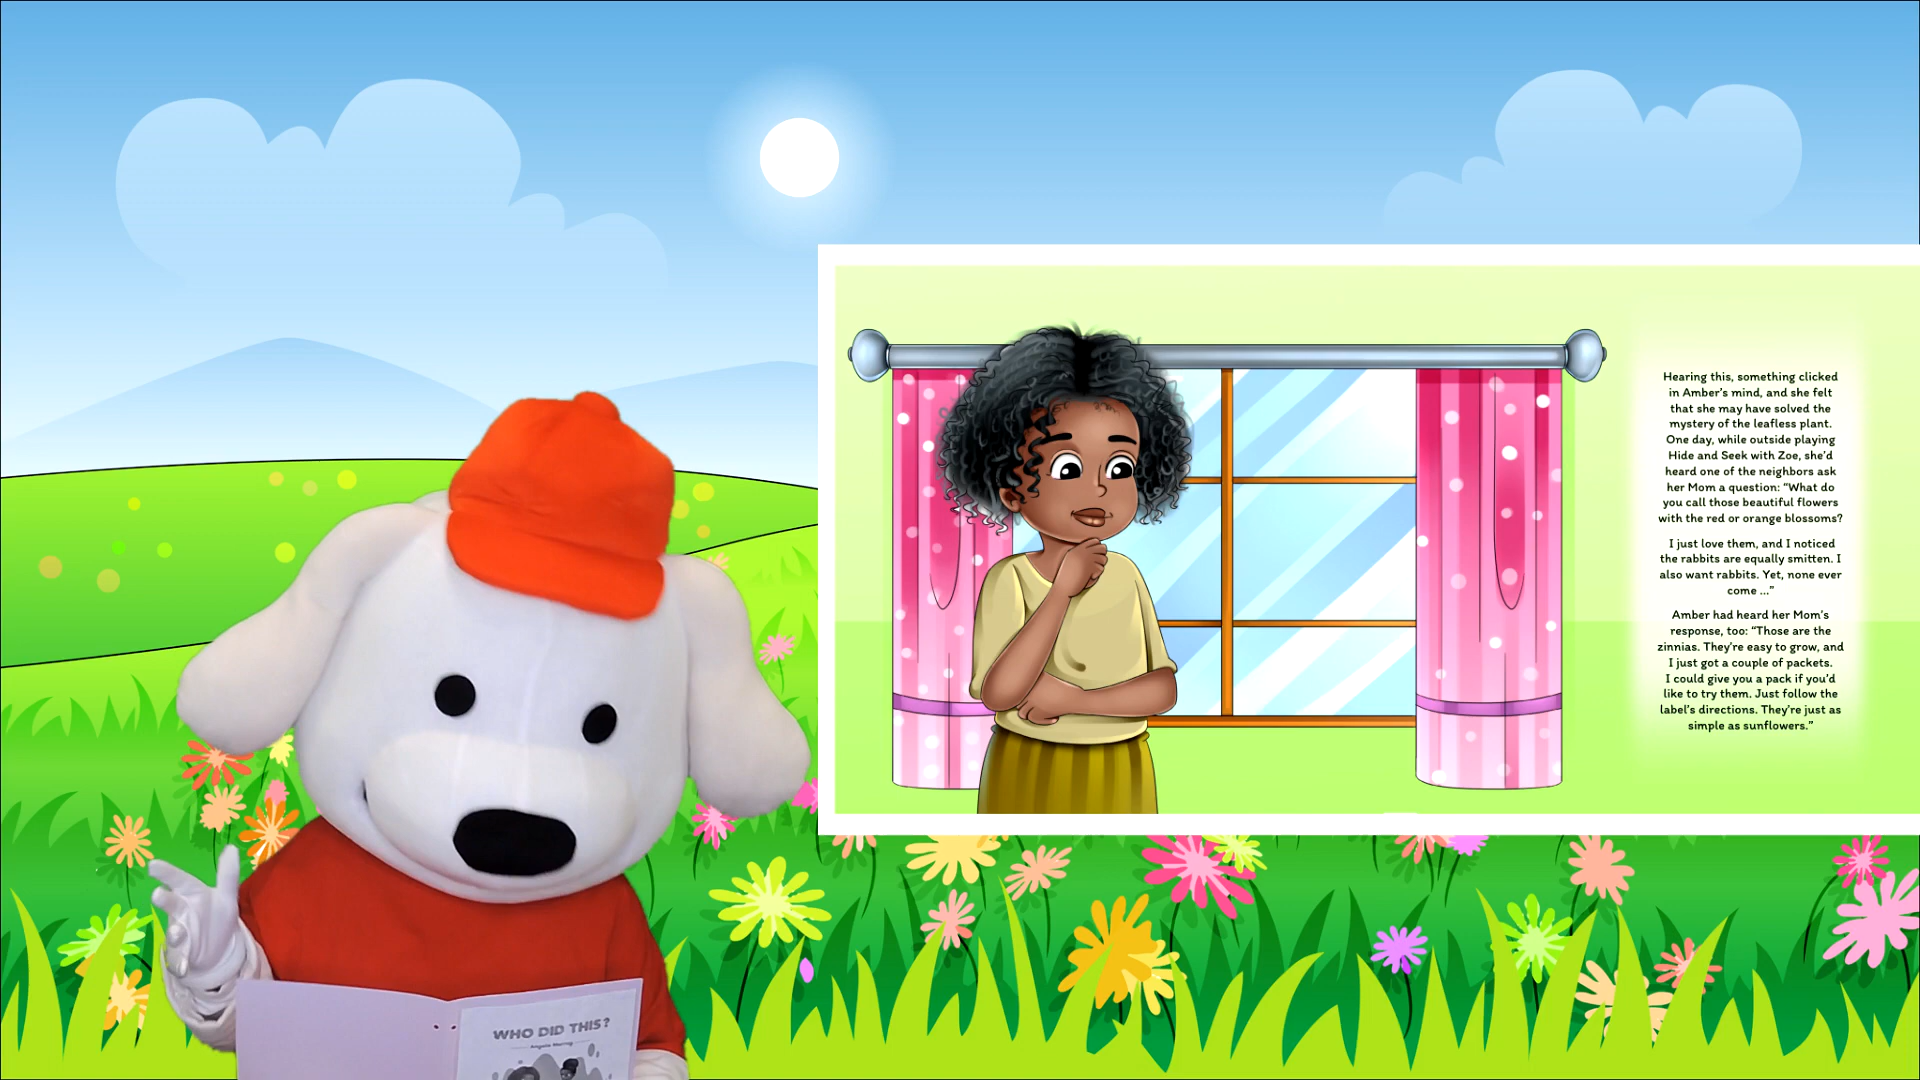 Hearing this, something clicked
in Amber's mind, and she felt
that she may have solved the
mystery of the leafless plant.
One day, while outside playing
Hide and Seek with Zoe, she'd
heard one of the neighbors ask
her Mom a question: "What do
you call those beautiful flowers
with the red or orange blossoms?
I just love them, and I noticed
the rabbits are equally smitten. I
also want rabbits. Yet, none ever
come ..."
Amber had heard her Mom's
response, too: "Those are the
zinnias. They're easy to grow, and
I just got a couple of packets.
I could give you a pack if you'd
like to try them. Just follow the
label's directions. They're just as
simple as sunflowers."
WHO DID THIS?
Angela